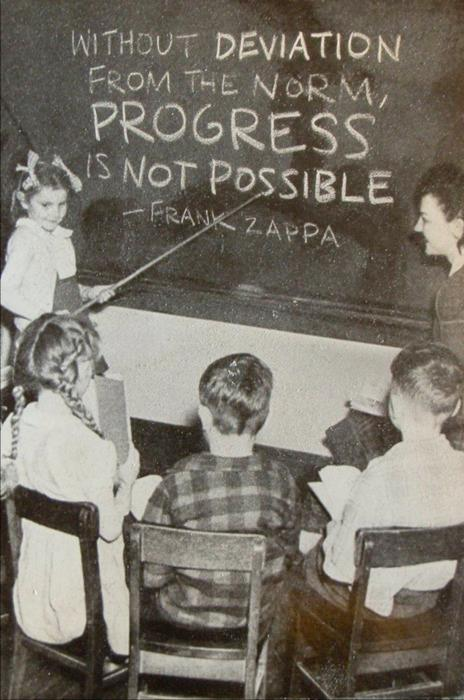 WITHOUT DEVIATION
FROM THE NORM,
PROGRESS
IS NOT POSSIBLE
— FRANK ZAPPA